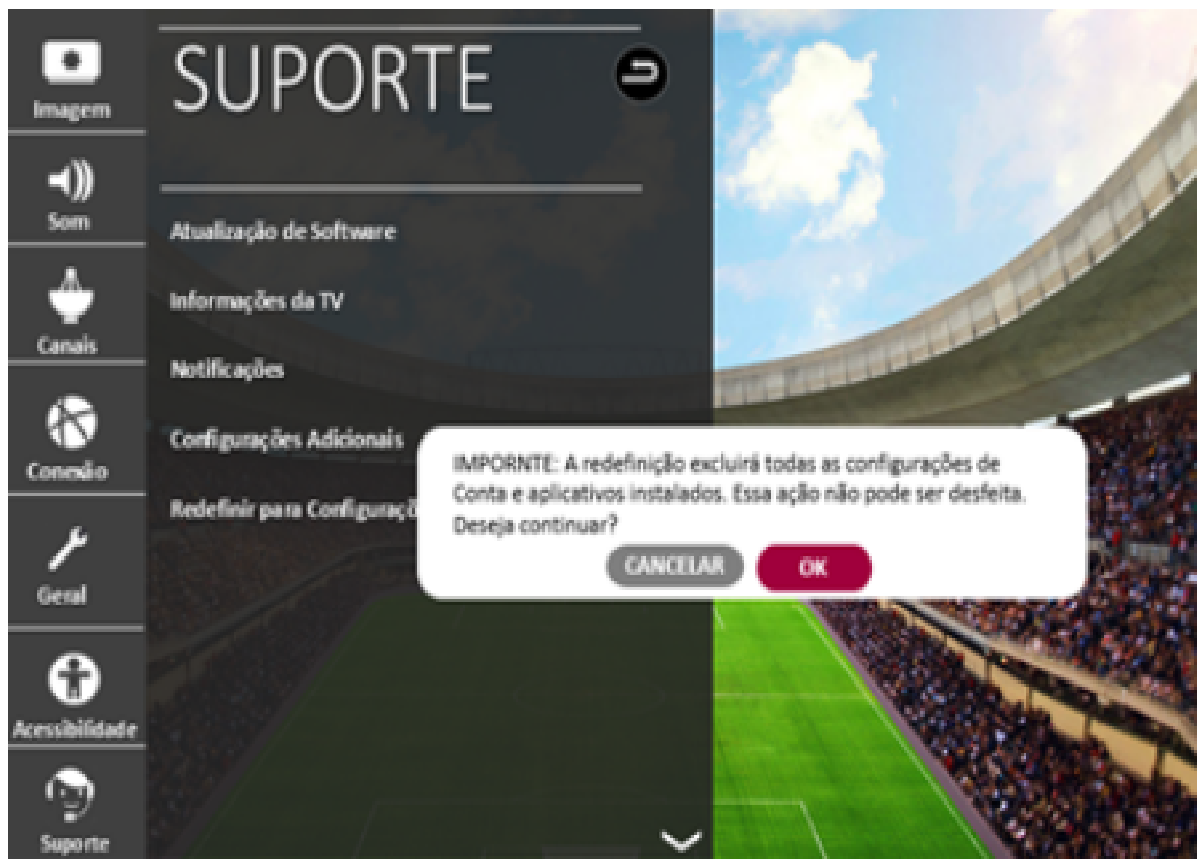 SUPORTE
Imagem
Som
Canais
Conexão
Geral
Acessibilidade
Suporte
Atualização de Software
Informações da TV
Notificações
Configurações Adicionais
Redefinir para Configuraçõ
IMPORNTE: A redefinição excluirá todas as configurações de
Conta e aplicativos instalados. Essa ação não pode ser desfeita.
Deseja continuar?
CANCELAR
OK